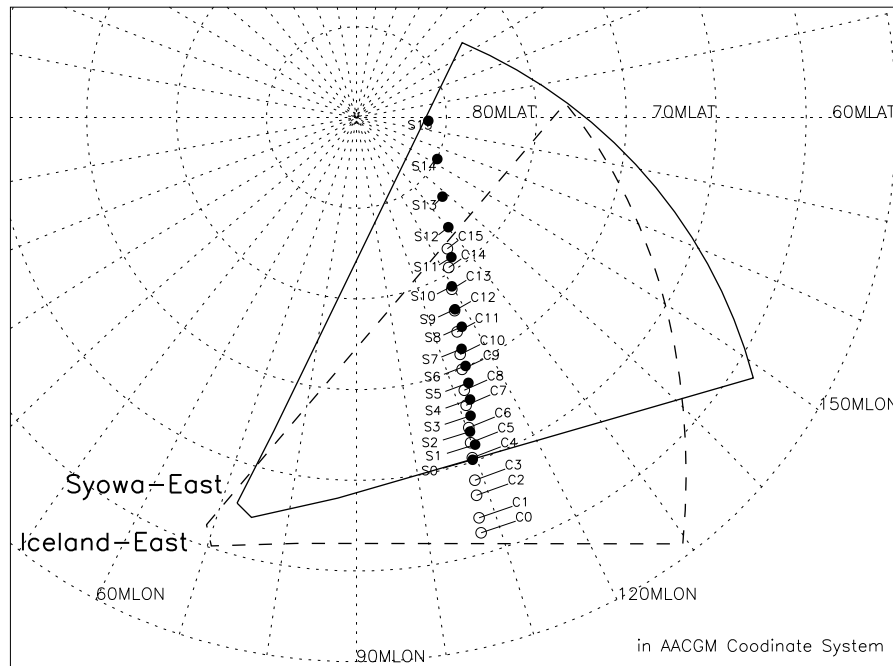 80MLAT 70MLAT 60MLAT
S15
S14
S13
S12 C15
S11 C14
S10 C13
S9 C12
S8 C11
S7 C10
S6 C9
S5 C8
S4 C7
S3 C6
S2 C5
S1 C4
S0 C3
C2
C1
C0
150MLON
Syowa-East
Iceland-East
60MLON
120MLON
90MLON
in AACGM Coodinate System